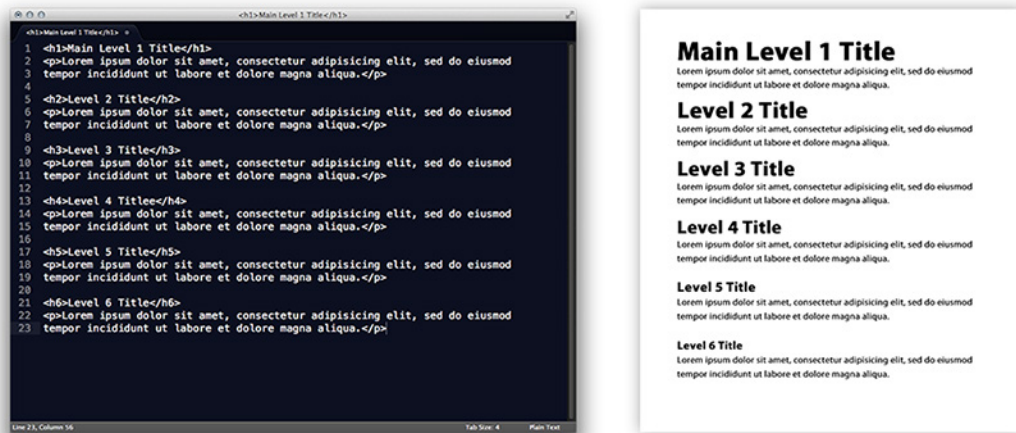 <h1>Main Level 1 Title</h1>
<h1>Main Level 1 Title</h1>
1 <h1>Main Level 1 Title</h1>
2 <p>Lorem ipsum dolor sit amet, consectetur adipisicing elit, sed do eiusmod
3 tempor incididunt ut labore et dolore magna aliqua.</p>
4
5 <h2>Level 2 Title</h2>
6 <p>Lorem ipsum dolor sit amet, consectetur adipisicing elit, sed do eiusmod
7 tempor incididunt ut labore et dolore magna aliqua.</p>
8
9 <h3>Level 3 Title</h3>
10 <p>Lorem ipsum dolor sit amet, consectetur adipisicing elit, sed do eiusmod
11 tempor incididunt ut labore et dolore magna aliqua.</p>
12
13 <h4>Level 4 Titlee</h4>
14 <p>Lorem ipsum dolor sit amet, consectetur adipisicing elit, sed do eiusmod
15 tempor incididunt ut labore et dolore magna aliqua.</p>
16
17 <h5>Level 5 Title</h5>
18 <p>Lorem ipsum dolor sit amet, consectetur adipisicing elit, sed do eiusmod
19 tempor incididunt ut labore et dolore magna aliqua.</p>
20
21 <h6>Level 6 Title</h6>
22 <p>Lorem ipsum dolor sit amet, consectetur adipisicing elit, sed do eiusmod
23 tempor incididunt ut labore et dolore magna aliqua.</p>
Line 23, Column 56 Tab Size: 4 Plain Text
Main Level 1 Title
Lorem ipsum dolor sit amet, consectetur adipisicing elit, sed do eiusmod
tempor incididunt ut labore et dolore magna aliqua.
Level 2 Title
Lorem ipsum dolor sit amet, consectetur adipisicing elit, sed do eiusmod
tempor incididunt ut labore et dolore magna aliqua.
Level 3 Title
Lorem ipsum dolor sit amet, consectetur adipisicing elit, sed do eiusmod
tempor incididunt ut labore et dolore magna aliqua.
Level 4 Title
Lorem ipsum dolor sit amet, consectetur adipisicing elit, sed do eiusmod
tempor incididunt ut labore et dolore magna aliqua.
Level 5 Title
Lorem ipsum dolor sit amet, consectetur adipisicing elit, sed do eiusmod
tempor incididunt ut labore et dolore magna aliqua.
Level 6 Title
Lorem ipsum dolor sit amet, consectetur adipisicing elit, sed do eiusmod
tempor incididunt ut labore et dolore magna aliqua.